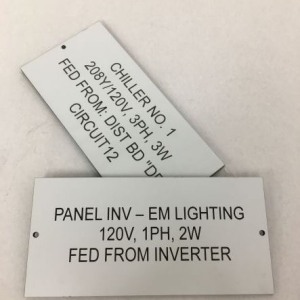 CHILLER NO. 1
208Y/120V, 3PH, 3W
FED FROM: DIST BD
CIRCUIT12
PANEL INV – EM LIGHTING
120V, 1PH, 2W
FED FROM INVERTER